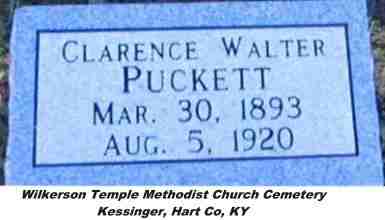 CLARENCE WALTER
PUCKETT
MAR. 30, 1893
AUG. 5, 1920
Wilkerson Temple Methodist Church Cemetery
Kessinger, Hart Co, KY